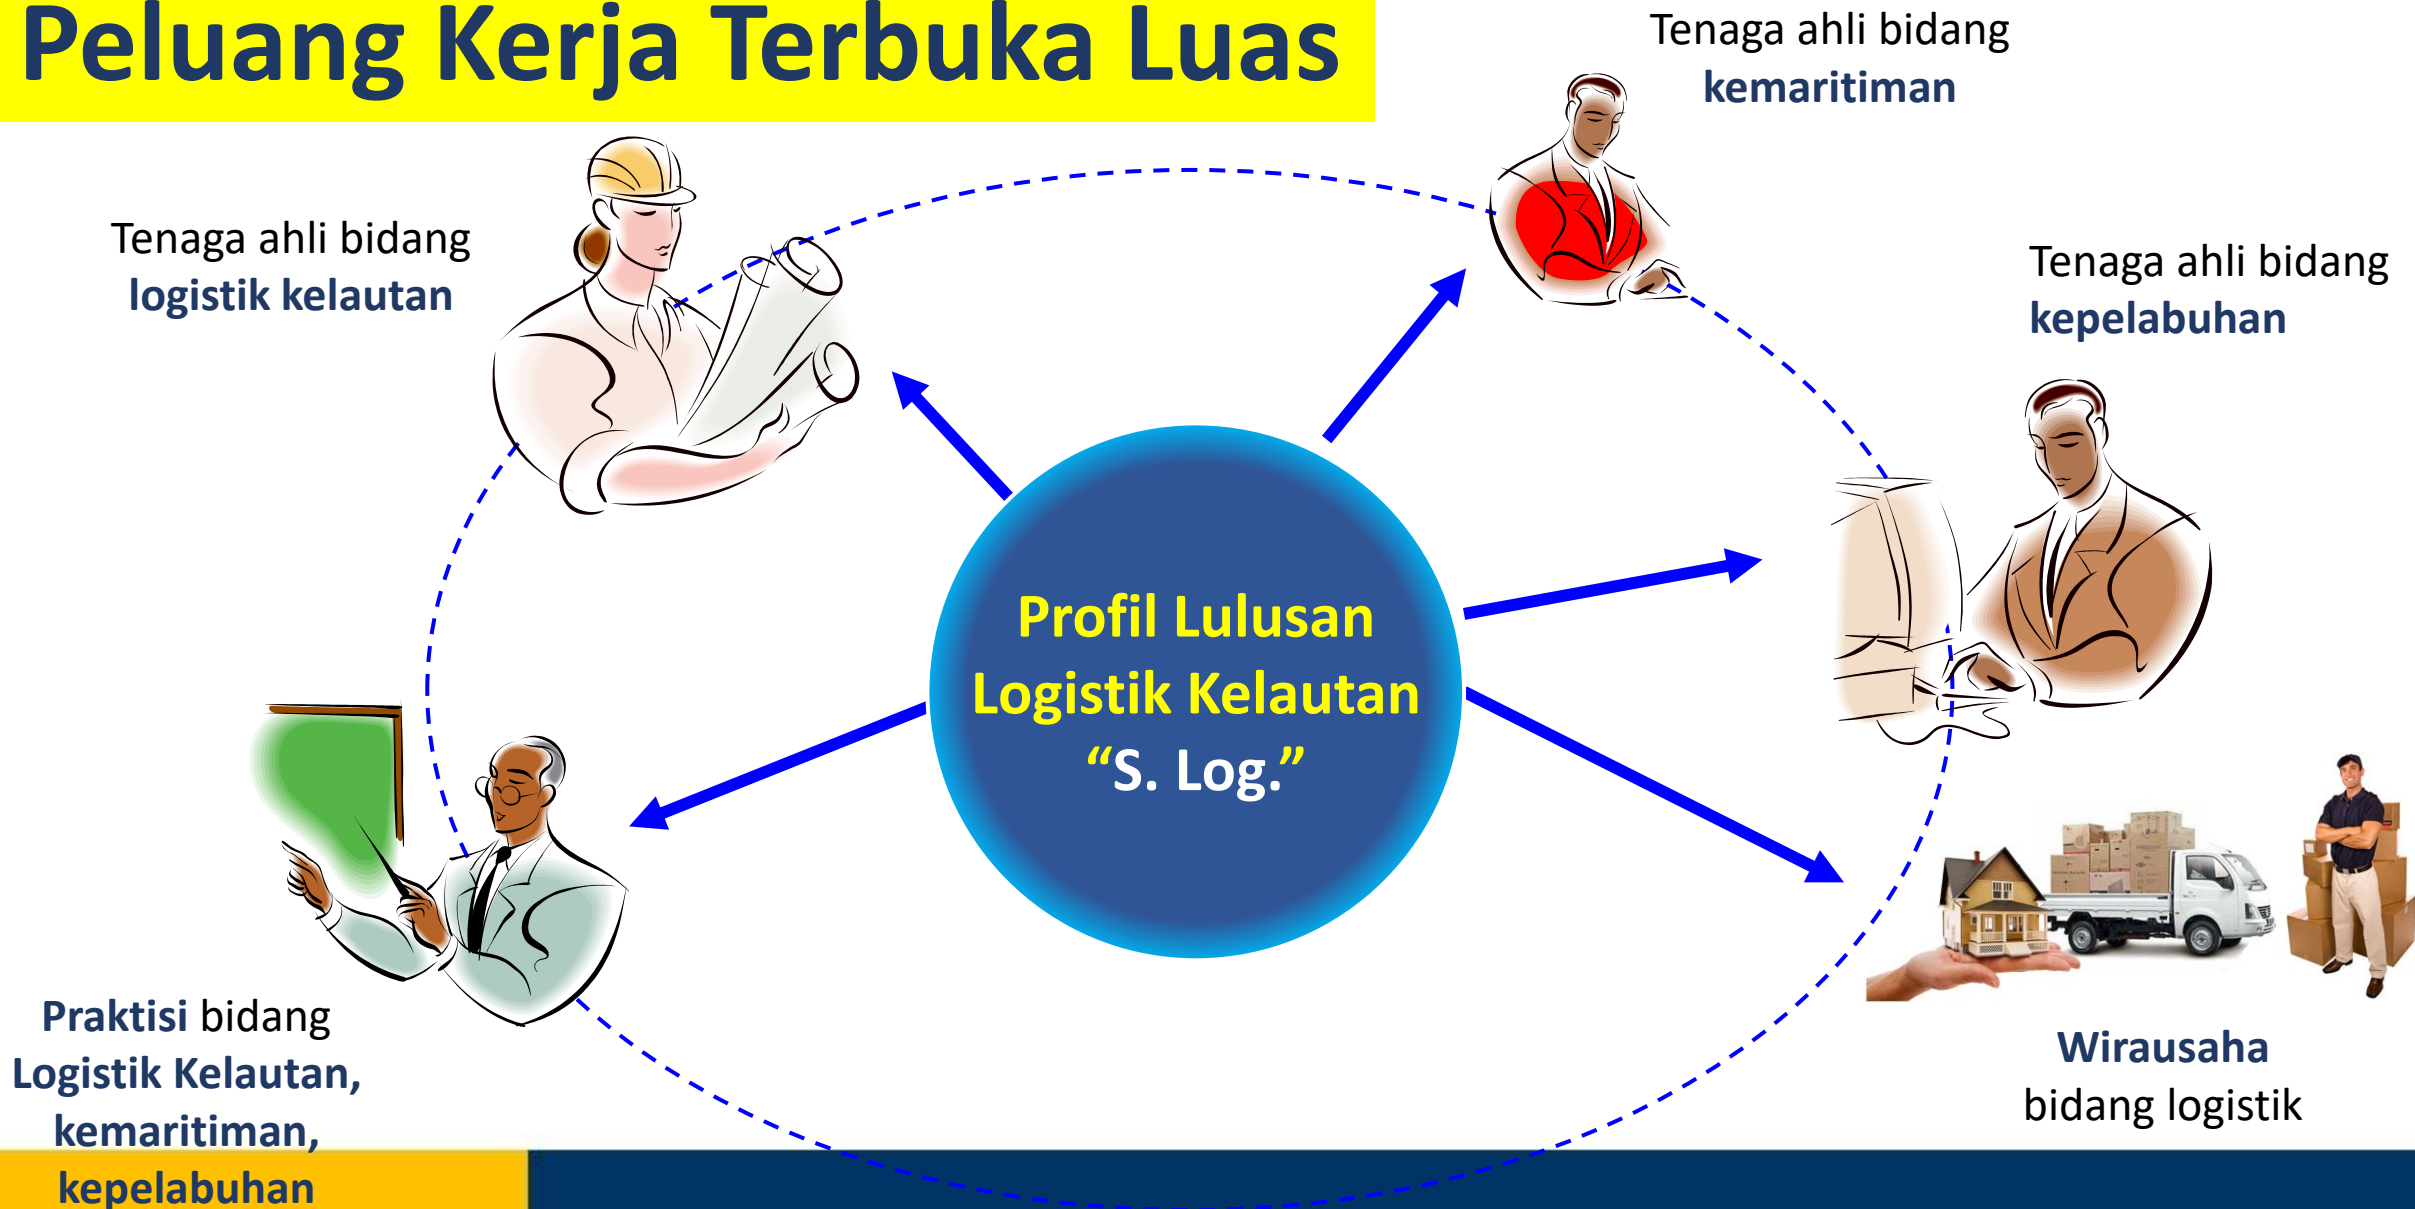 Peluang Kerja Terbuka Luas
Tenaga ahli bidang
kemaritiman
Tenaga ahli bidang
logistik kelautan
Tenaga ahli bidang
kepelabuhan
Profil Lulusan
Logistik Kelautan
“S. Log.”
Praktisi bidang
Logistik Kelautan,
kemaritiman,
kepelabuhan
Wirausaha
bidang logistik